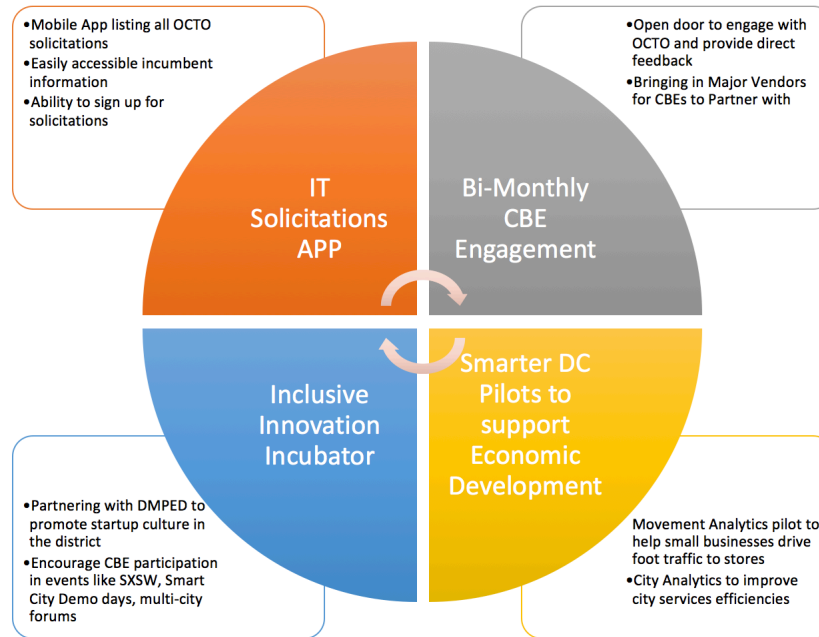 •Mobile App listing all OCTO
solicitations
•Easily accessible incumbent
information
•Ability to sign up for
solicitations
•Open door to engage with
OCTO and provide direct
feedback
•Bringing in Major Vendors
for CBEs to Partner with
IT
Solicitations
APP
Bi-Monthly
CBE
Engagement
Inclusive
Innovation
Incubator
Smarter DC
Pilots to
support
Economic
Development
•Partnering with DMPED to
promote startup culture in
the district
•Encourage CBE participation
in events like SXSW, Smart
City Demo days, multi-city
forums
Movement Analytics pilot to
help small businesses drive
foot traffic to stores
•City Analytics to improve
city services efficiencies